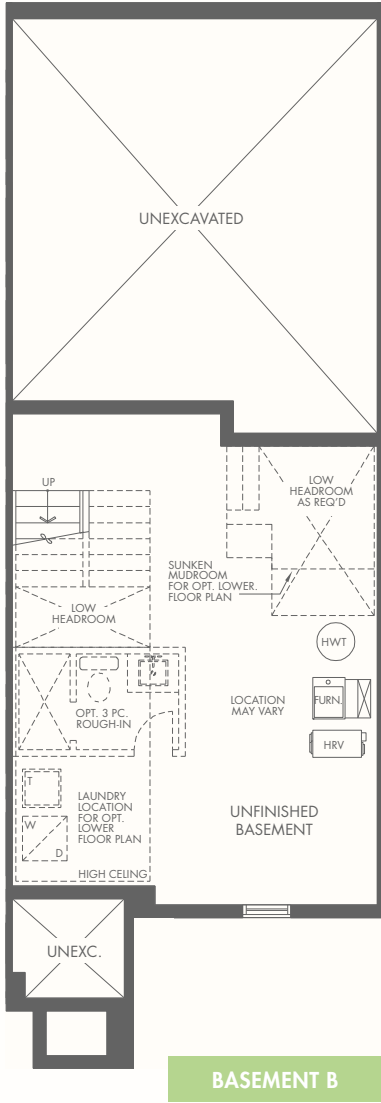 UNEXCAVATED
UP
LOW
HEADROOM
AS REQ'D
SUNKEN
MUDROOM
FOR OPT. LOWER.
FLOOR PLAN
LOW
HEADROOM
HWT
OPT. 3 PC.
ROUGH-IN
LOCATION
MAY VARY
FURN.
HRV
T
LAUNDRY
LOCATION
FOR OPT.
LOWER
FLOOR PLAN
W
D
UNFINISHED
BASEMENT
HIGH CELING
UNEXC.
BASEMENT B